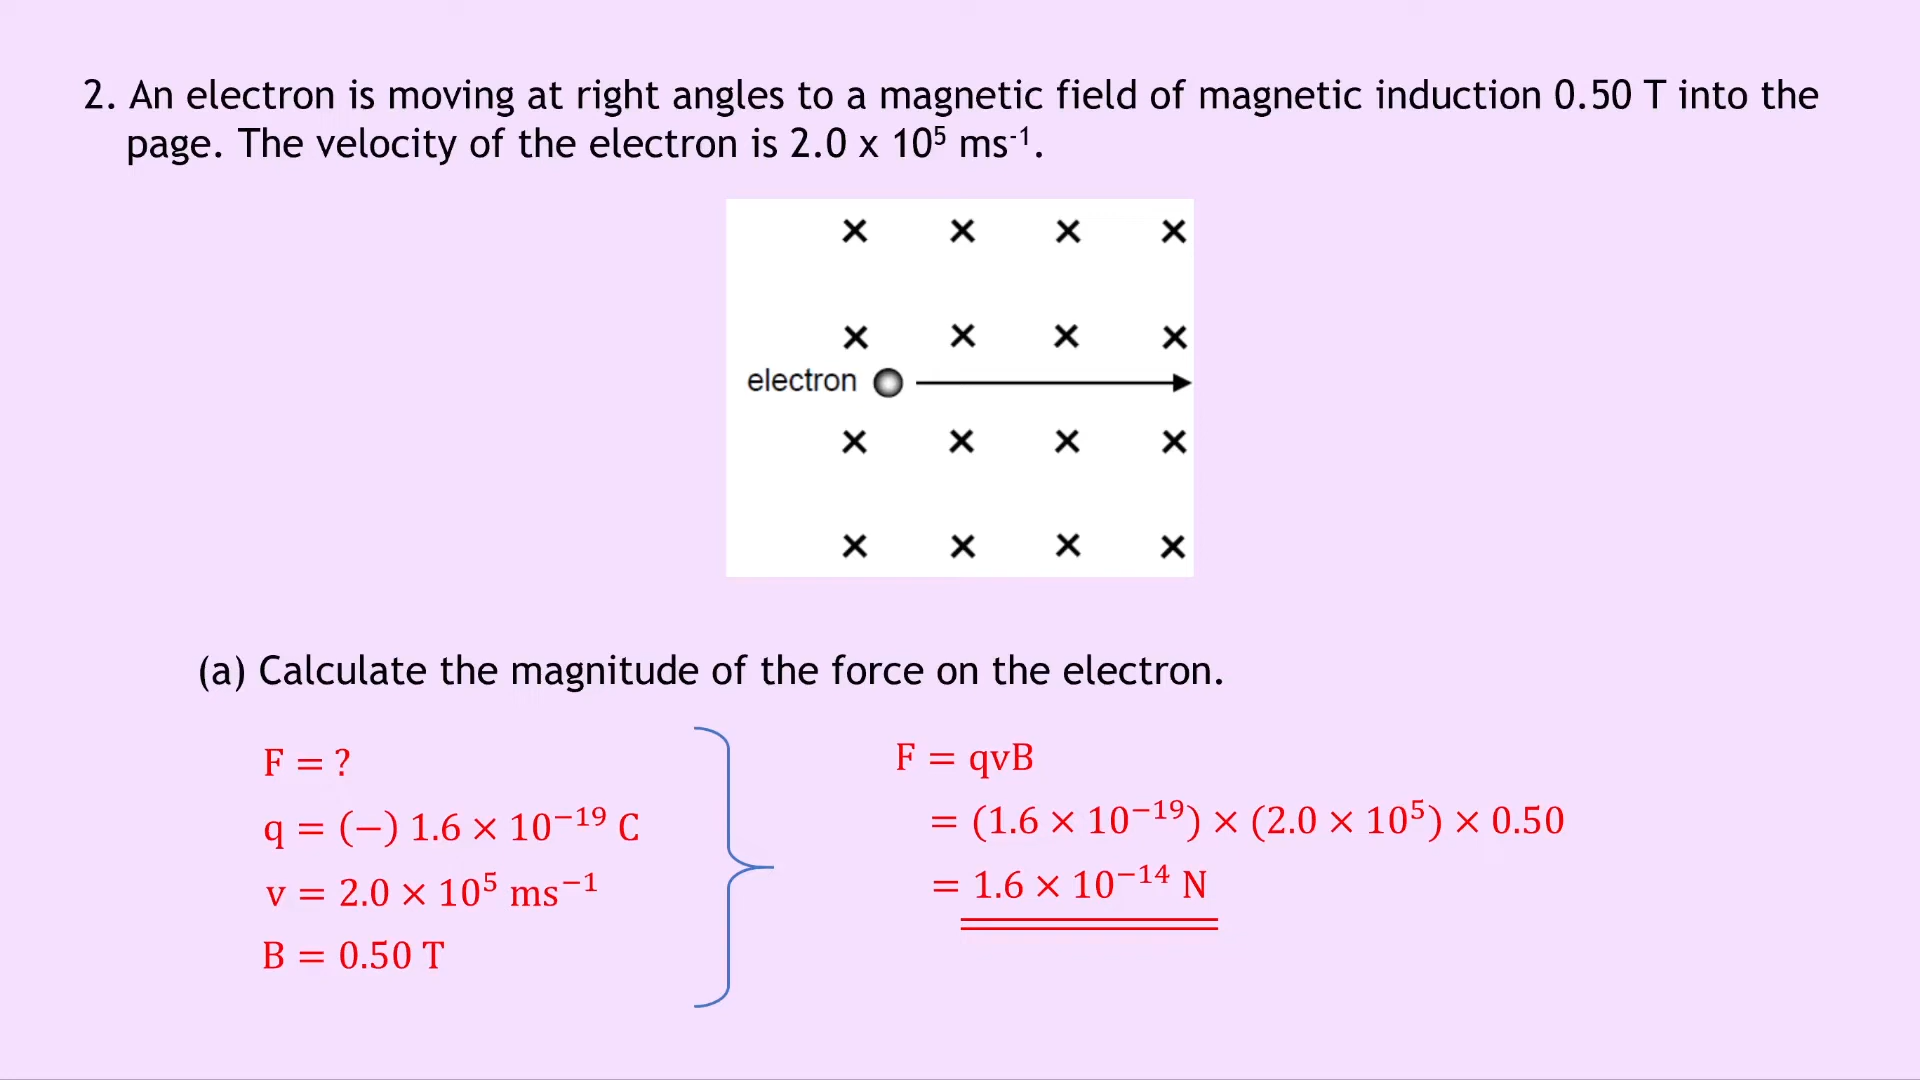 2. An electron is moving at right angles to a magnetic field of magnetic induction 0.50 T into the
page. The velocity of the electron is 2.0 x 10⁵ ms⁻¹.
× × × ×
× × × ×
electron
× × × ×
× × × ×
(a) Calculate the magnitude of the force on the electron.
F = ?
q = (−) 1.6 × 10⁻¹⁹ C
v = 2.0 × 10⁵ ms⁻¹
B = 0.50 T
F = qvB
= (1.6 × 10⁻¹⁹) × (2.0 × 10⁵) × 0.50
= 1.6 × 10⁻¹⁴ N